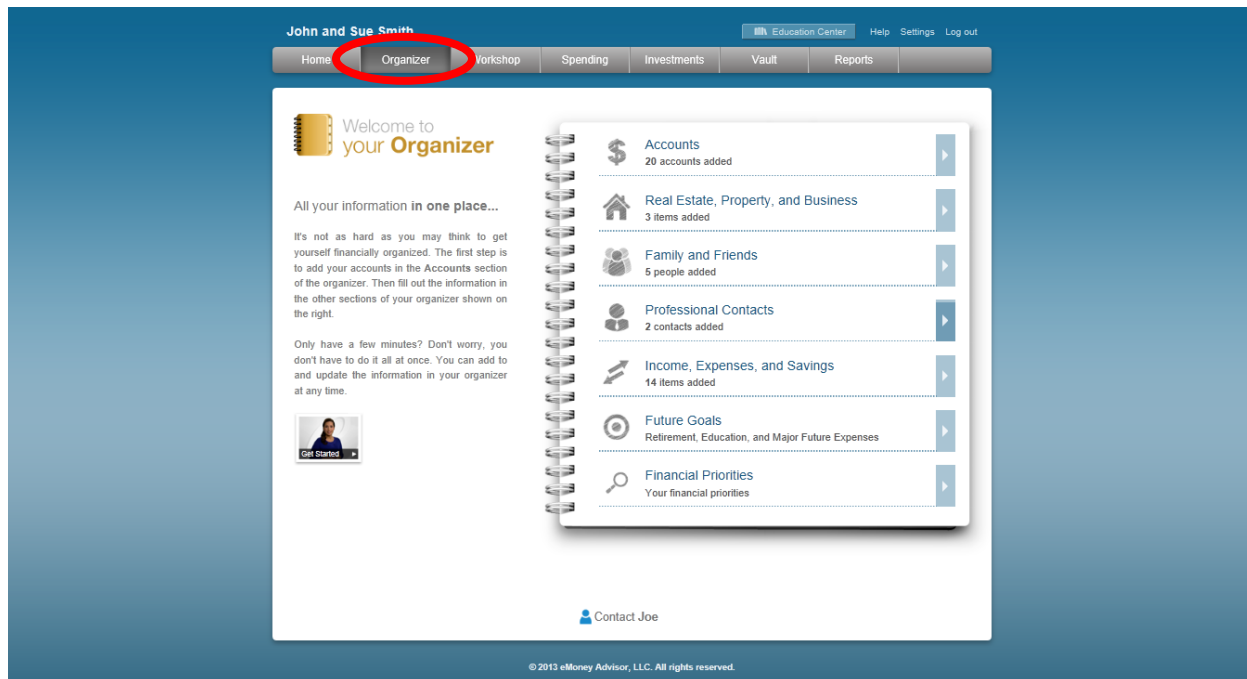 John and Sue Smith
Education Center Help Settings Log out
Home Organizer Workshop Spending Investments Vault Reports
Welcome to
your Organizer
All your information in one place...
It's not as hard as you may think to get
yourself financially organized. The first step is
to add your accounts in the Accounts section
of the organizer. Then fill out the information in
the other sections of your organizer shown on
the right.
Only have a few minutes? Don't worry, you
don't have to do it all at once. You can add to
and update the information in your organizer
at any time.
Get Started
Accounts
20 accounts added
Real Estate, Property, and Business
3 items added
Family and Friends
5 people added
Professional Contacts
2 contacts added
Income, Expenses, and Savings
14 items added
Future Goals
Retirement, Education, and Major Future Expenses
Financial Priorities
Your financial priorities
Contact Joe
© 2013 eMoney Advisor, LLC. All rights reserved.